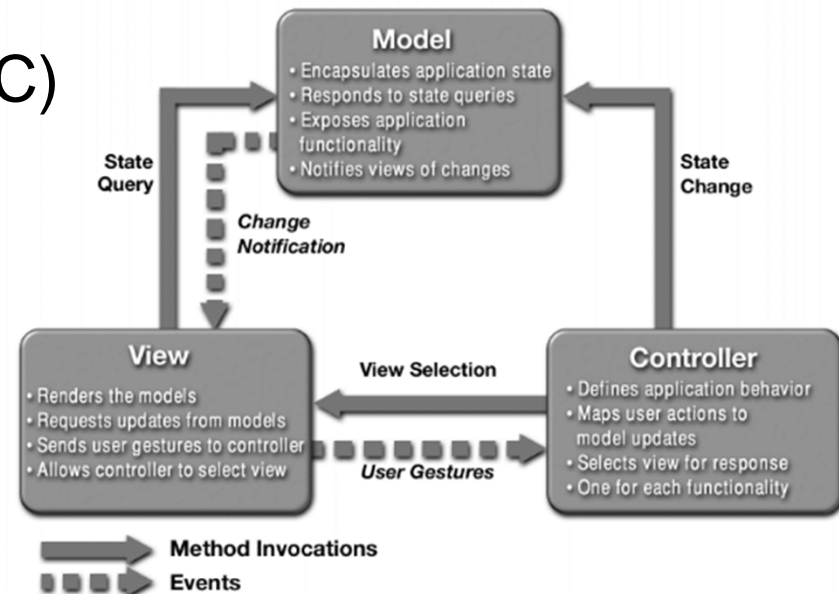 C)
Model
• Encapsulates application state
• Responds to state queries
• Exposes application
functionality
• Notifies views of changes
State
Query
Change
Notification
State
Change
View
• Renders the models
• Requests updates from models
• Sends user gestures to controller
• Allows controller to select view
View Selection
User Gestures
Controller
• Defines application behavior
• Maps user actions to
model updates
• Selects view for response
• One for each functionality
Method Invocations
Events